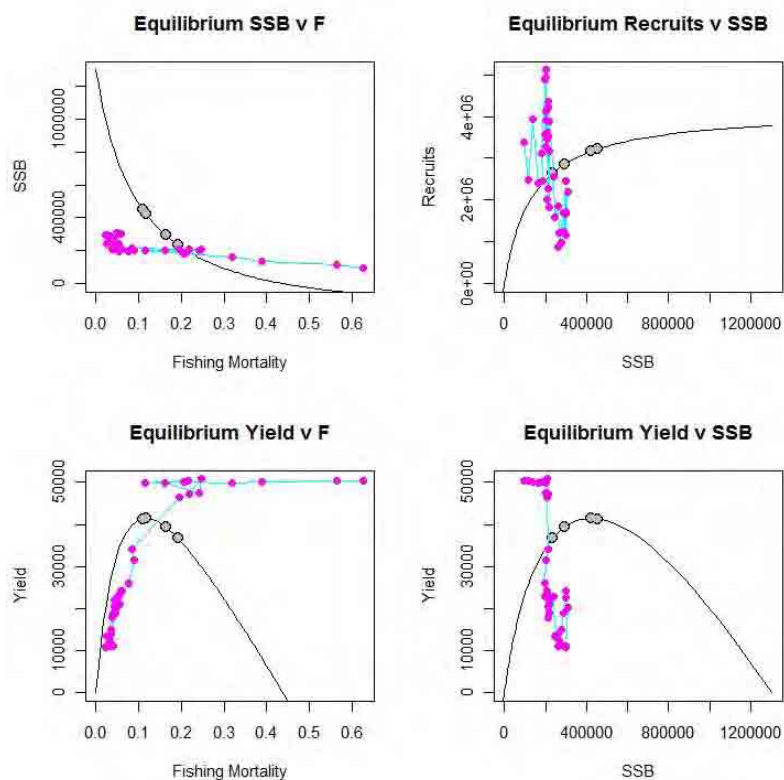 Equilibrium SSB v F
SSB
0
400000
1000000
0.0 0.1 0.2 0.3 0.4 0.5 0.6
Fishing Mortality
Equilibrium Recruits v SSB
Recruits
0e+00
2e+06
4e+06
0 400000 800000 1200000
SSB
Equilibrium Yield v F
Yield
0
10000
30000
50000
0.0 0.1 0.2 0.3 0.4 0.5 0.6
Fishing Mortality
Equilibrium Yield v SSB
Yield
0
10000
30000
50000
0 400000 800000 1200000
SSB